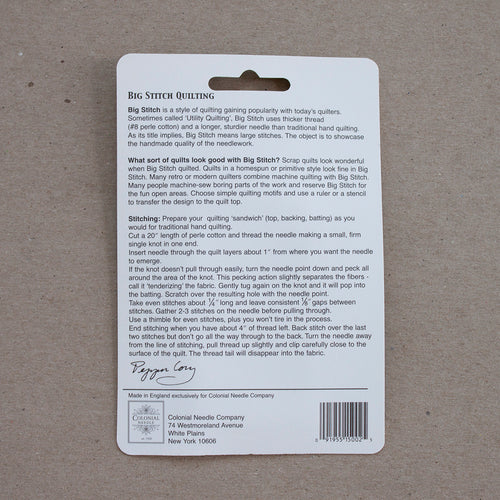 BIG STITCH QUILTING
Big Stitch is a style of quilting gaining popularity with today's quilters.
Sometimes called 'Utility Quilting', Big Stitch uses thicker thread
(#8 perle cotton) and a longer, sturdier needle than traditional hand quilting.
As its title implies, Big Stitch means large stitches. The object is to showcase
the handmade quality of the needlework.
What sort of quilts look good with Big Stitch? Scrap quilts look wonderful
when Big Stitch quilted. Quilts in a homespun or primitive style look fine in Big
Stitch. Many retro or modern quilters combine machine quilting with Big Stitch.
Many people machine-sew boring parts of the work and reserve Big Stitch for
the fun open areas. Choose simple quilting motifs and use a ruler or a stencil
to transfer the design to the quilt top.
Stitching: Prepare your quilting 'sandwich' (top, backing, batting) as you
would for traditional hand quilting.
Cut a 20" length of perle cotton and thread the needle making a small, firm
single knot in one end.
Insert needle through the quilt layers about 1" from where you want the needle
to emerge.
If the knot doesn't pull through easily, turn the needle point down and peck all
around the area of the knot. This pecking action slightly separates the fibers -
call it 'tenderizing' the fabric. Gently tug again on the knot and it will pop into
the batting. Scratch over the resulting hole with the needle point.
Take even stitches about ¼" long and leave consistent ⅛" gaps between
stitches. Gather 2-3 stitches on the needle before pulling through.
Use a thimble for even stitches, plus you won't tire in the process.
End stitching when you have about 4" of thread left. Back stitch over the last
two stitches but don't go all the way through to the back. Turn the needle away
from the line of stitching, pull thread up slightly and clip carefully close to the
surface of the quilt. The thread tail will disappear into the fabric.
Pepper Cory
Made in England exclusively for Colonial Needle Company
COLONIAL
NEEDLE
Colonial Needle Company
74 Westmoreland Avenue
White Plains
New York 10606
0 91955 15002 5